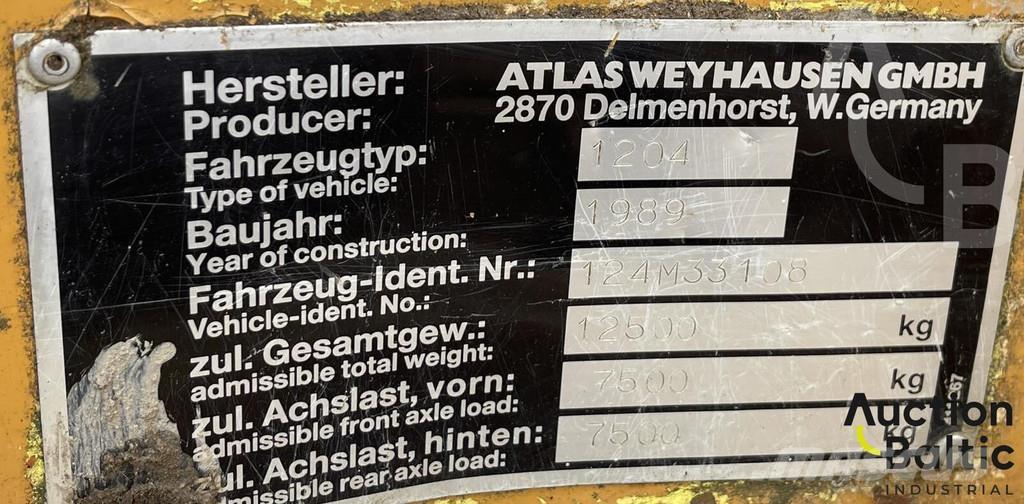 Hersteller: ATLAS WEYHAUSEN GMBH
Producer: 2870 Delmenhorst, W.Germany
Fahrzeugtyp: 1204
Type of vehicle:
Baujahr: 1989
Year of construction:
Fahrzeug-Ident. Nr.: 124M33108
Vehicle-ident. No.:
zul. Gesamtgew.: 12500 kg
admissible total weight:
zul. Achslast, vorn: 7500 kg
admissible front axle load:
zul. Achslast, hinten: 7500 kg
admissible rear axle load:
Auction
Baltic
INDUSTRIAL
B